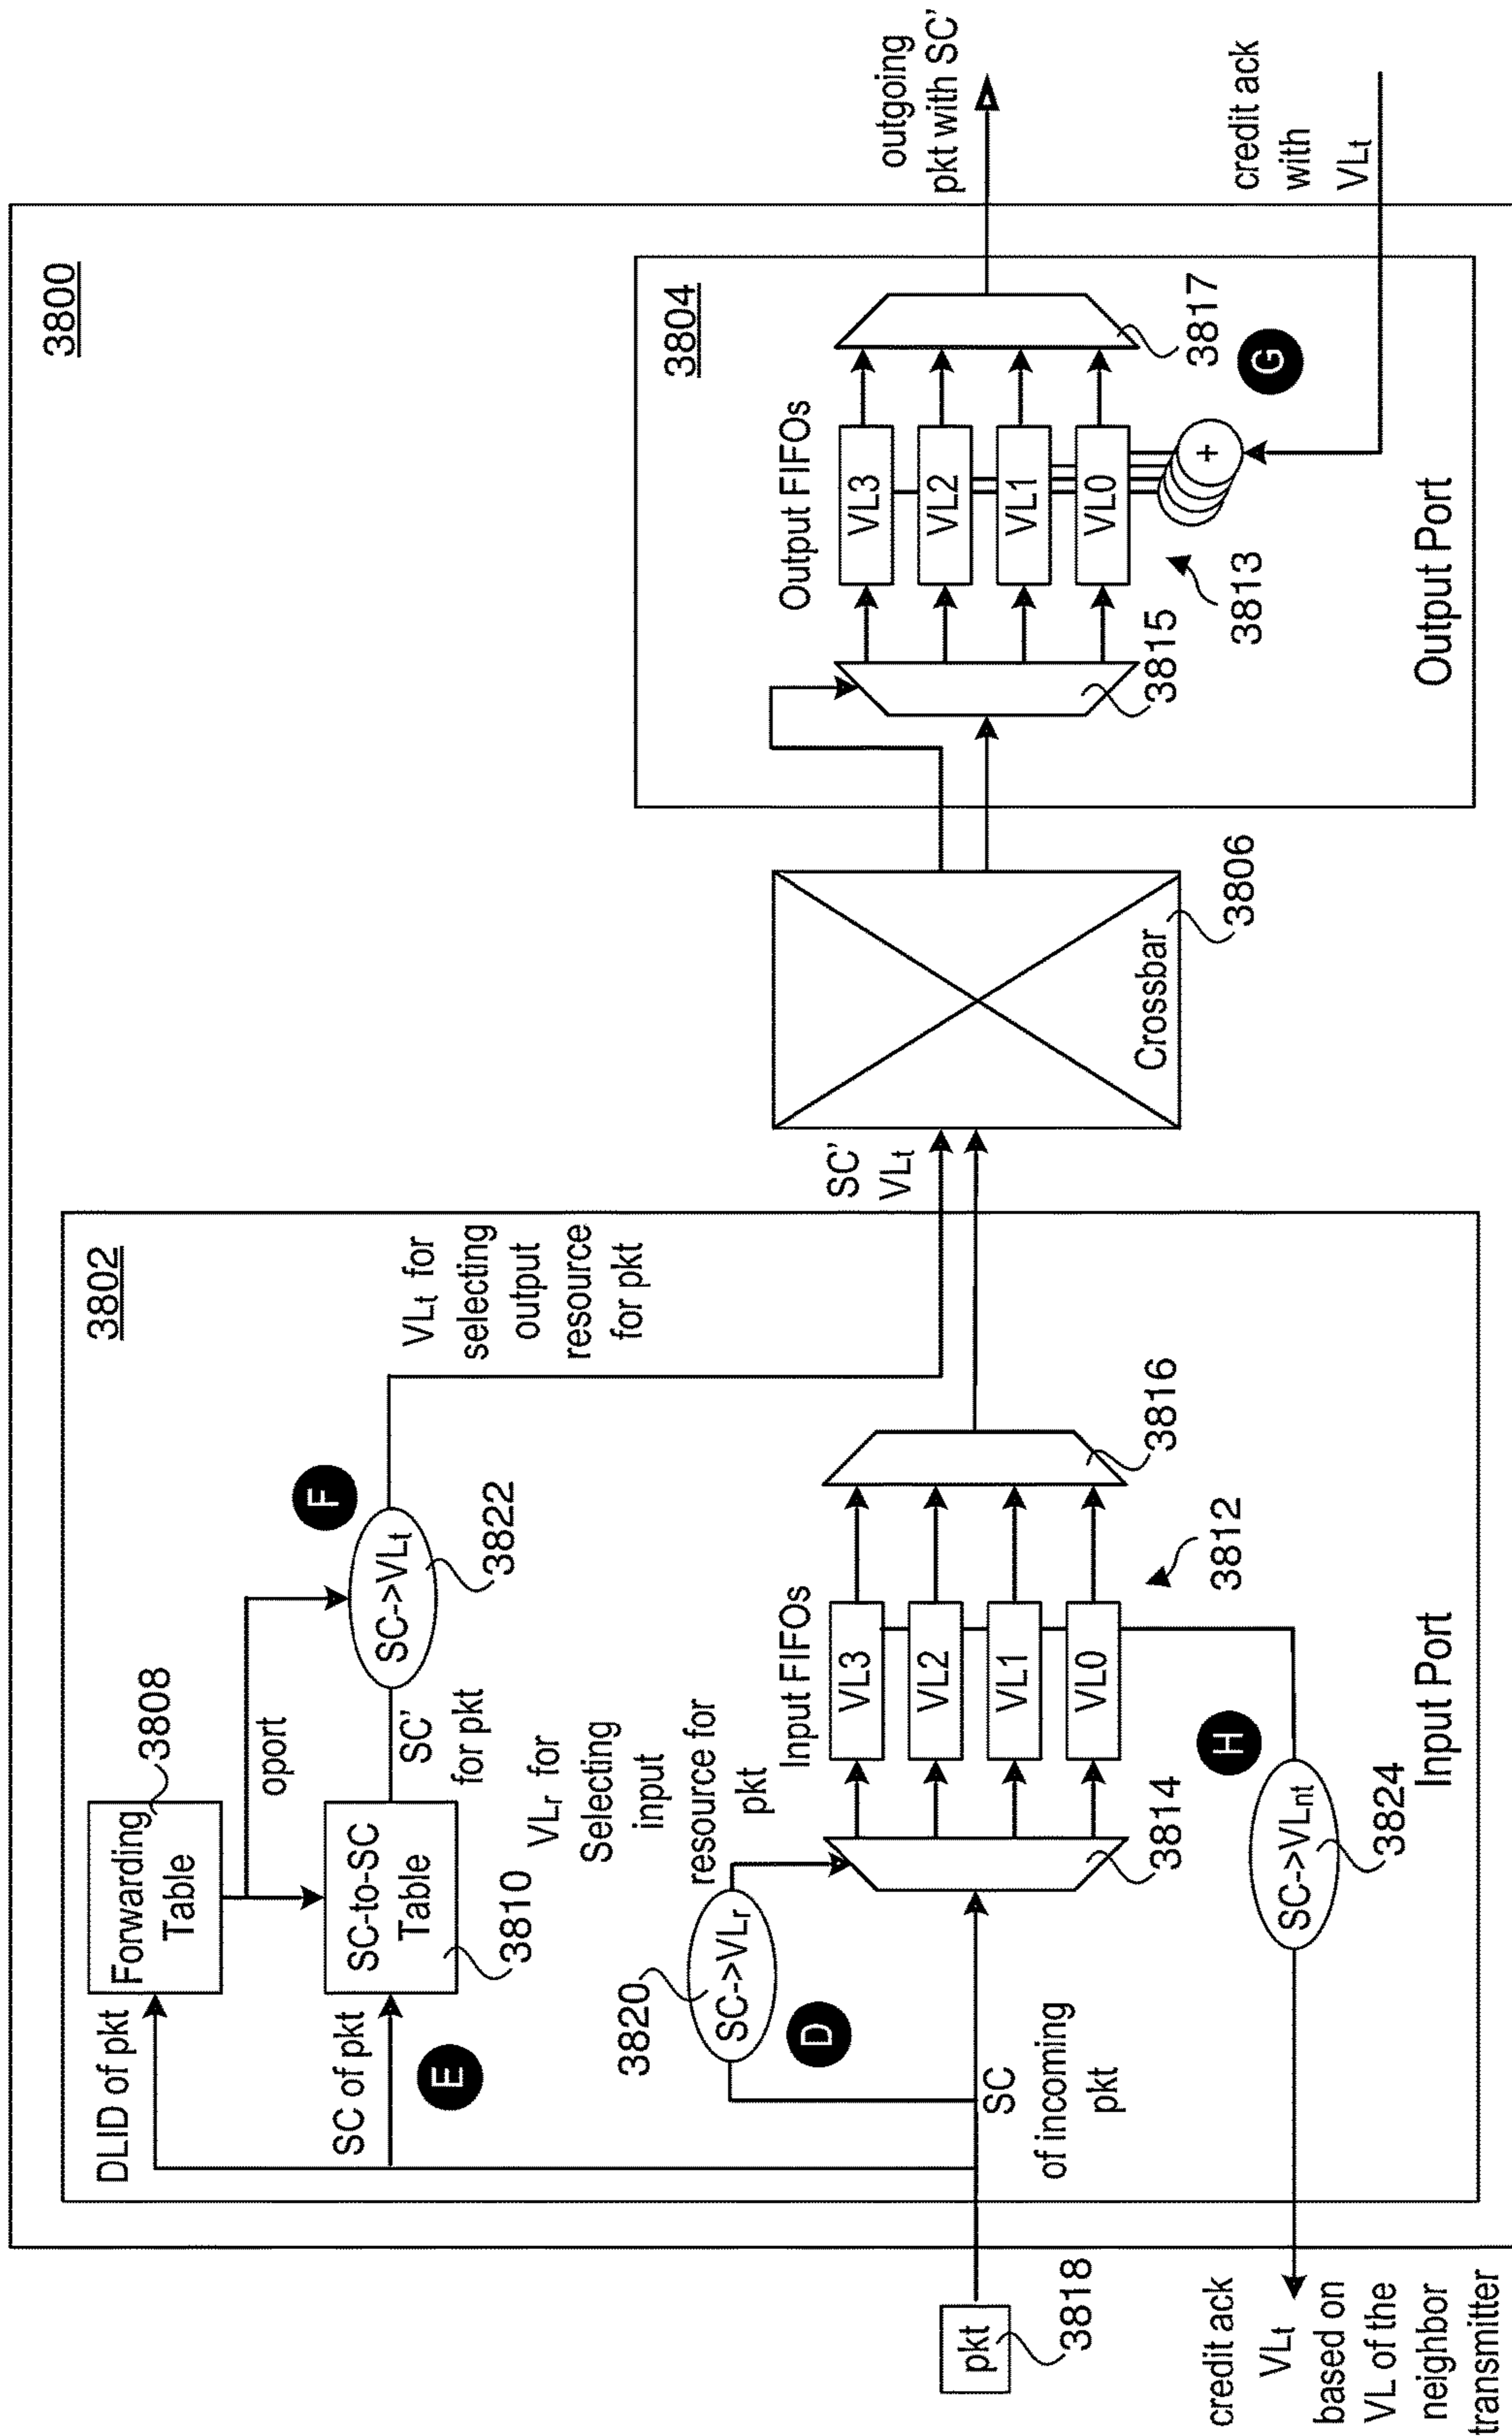 3800
3802
DLID of pkt
Forwarding
Table
3808
oport
SC of pkt
E
SC-to-SC
Table
3810
SC'
for pkt
SC->VLt
3822
F
VLt for
selecting
output
resource
for pkt
3820
SC->VLr
D
VLr for
Selecting
input
resource for
pkt
Input FIFOs
VL3
VL2
VL1
VL0
3812
3814
3816
pkt
3818
SC
of incoming
pkt
H
SC->VLnt
3824
Input Port
credit ack
VLt
based on
VL of the
neighbor
transmitter
SC'
VLt
Crossbar
3806
3804
Output FIFOs
VL3
VL2
VL1
VL0
3815
3813
3817
+
G
Output Port
outgoing
pkt with SC'
credit ack
with
VLt